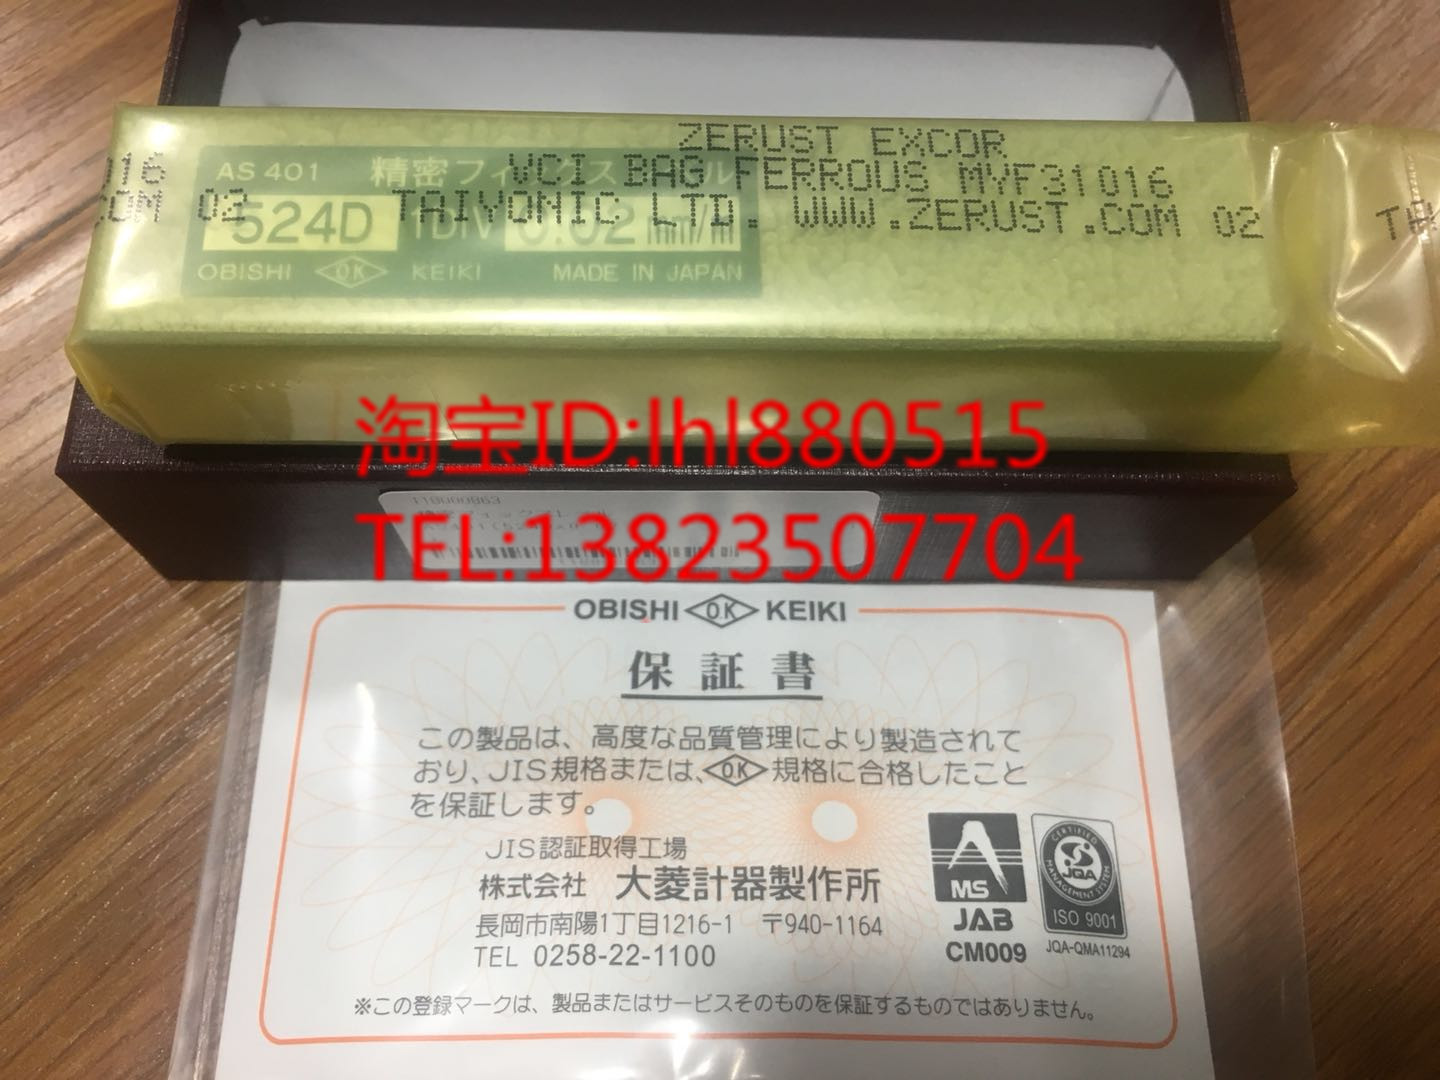 ZERUST EXCOR
VCI BAG FERROUS MYF31016
TAIYONIC LTD. WWW.ZERUST.COM 02
016
COM 02
AS 401 精密フ
524D 1DIV 0.02 mm/m
OBISHI OK KEIKI MADE IN JAPAN
淘宝ID:lhl880515
118000863
TEL:13823507704
OBISHI OK KEIKI
保証書
この製品は、高度な品質管理により製造されて
おり、JIS規格または、OK規格に合格したこと
を保証します。
JIS認証取得工場
株式会社 大菱計器製作所
長岡市南陽1丁目1216-1 〒940-1164
TEL 0258-22-1100
MS
JAB
CM009
CERTIFIED
JQA
MANAGEMENT SYSTEM
ISO 9001
JQA-QMA11294
※この登録マークは、製品またはサービスそのものを保証するものではありません。